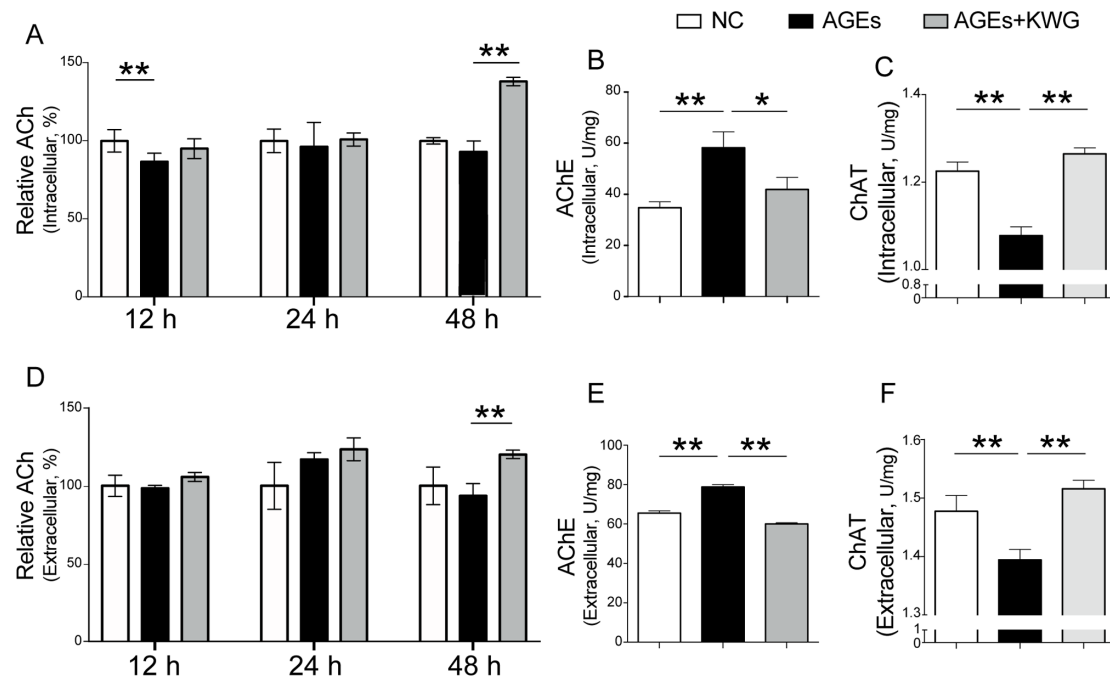 NC AGEs AGEs+KWG
A
Relative ACh
(Intracellular, %)
150
100
50
0
** **
12 h 24 h 48 h
B
AChE
(Intracellular, U/mg)
80
60
40
20
0
** *
C
ChAT
(Intracellular, U/mg)
1.4
1.2
1.0
0.8
0
** **
D
Relative ACh
(Extracellular, %)
150
100
50
0
**
12 h 24 h 48 h
E
AChE
(Extracellular, U/mg)
100
80
60
40
20
0
** **
F
ChAT
(Extracellular, U/mg)
1.6
1.5
1.4
1.3
1
0
** **